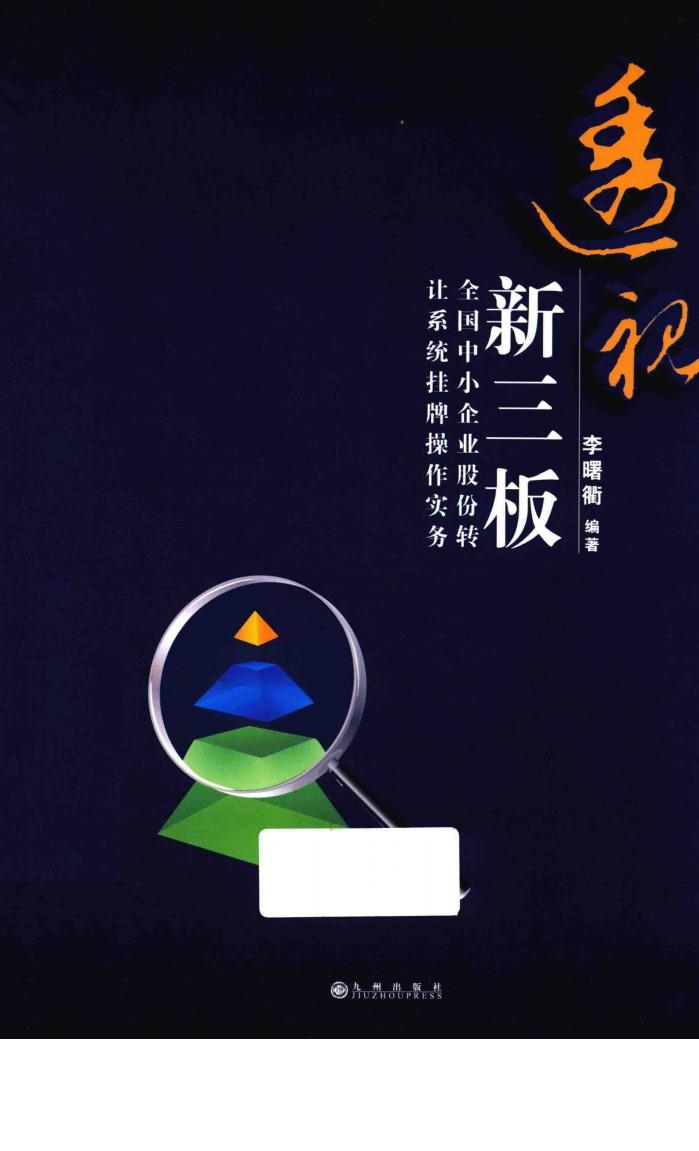 透视
新三板
全国中小企业股份转
让系统挂牌操作实务
李曙衢 编著
九州出版社
JIUZHOUPRESS